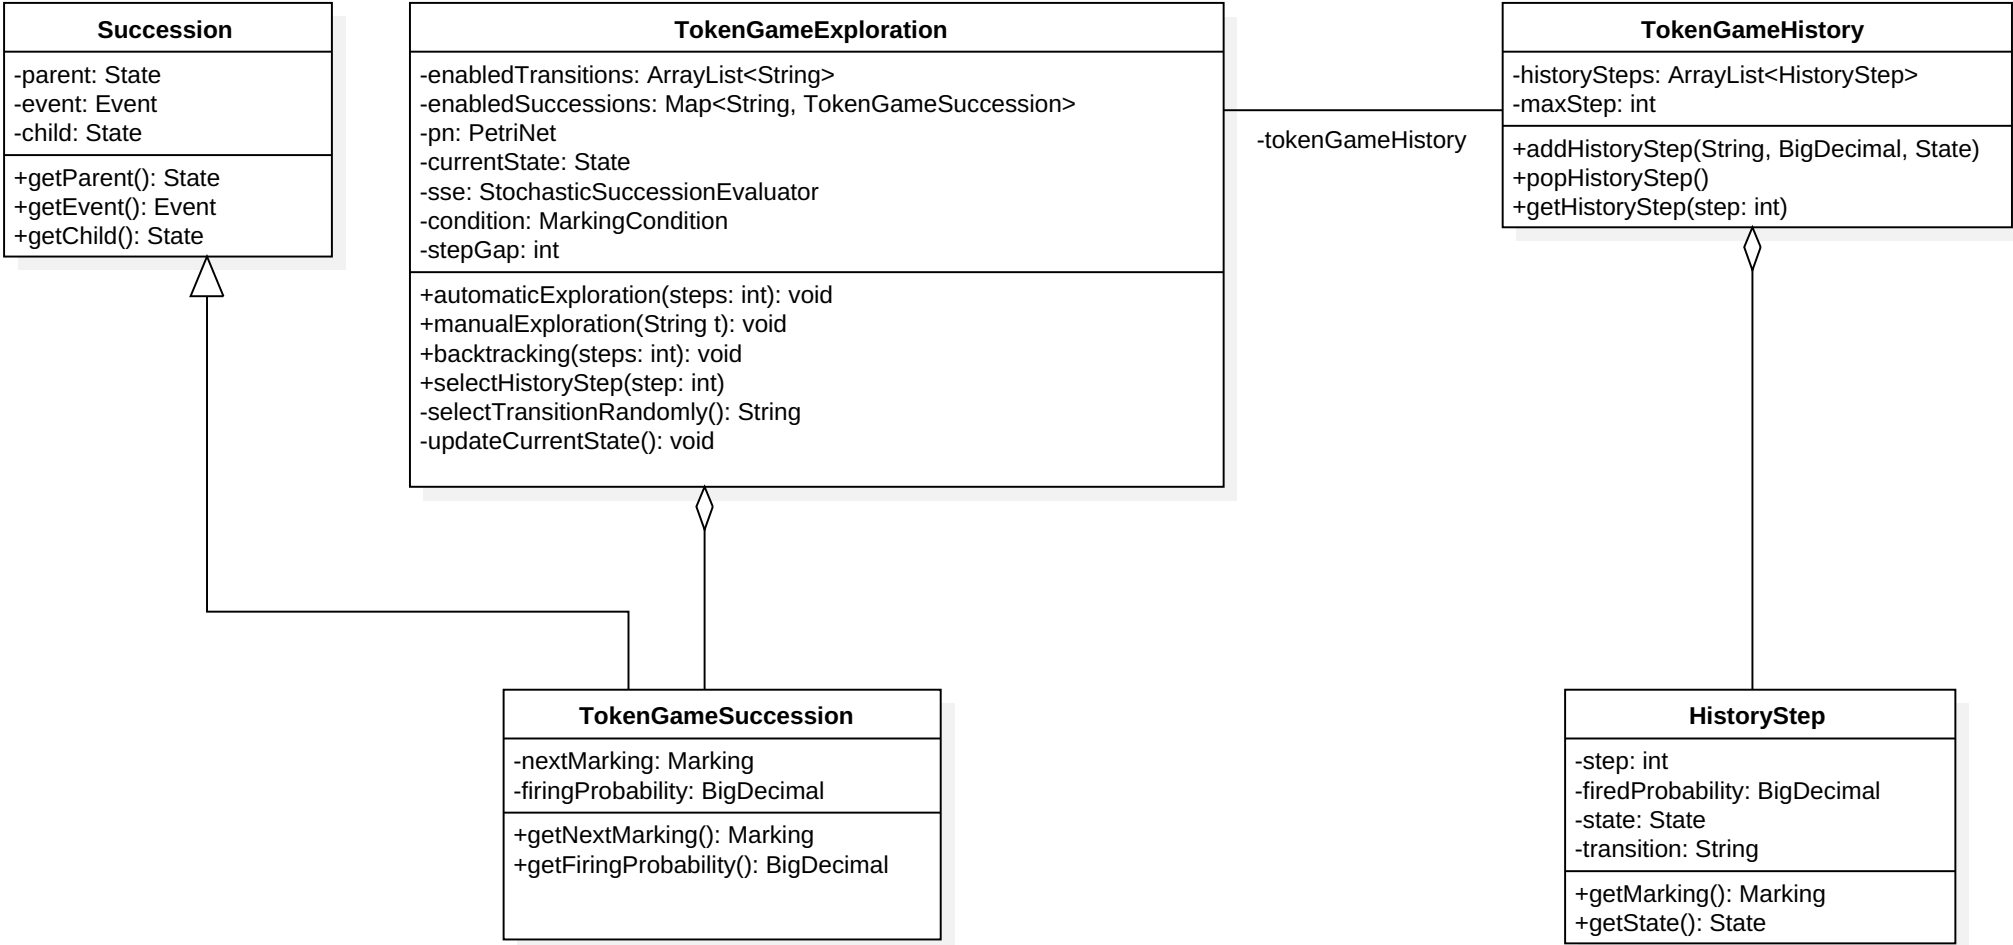 Succession
-parent: State
-event: Event
-child: State
+getParent(): State
+getEvent(): Event
+getChild(): State
TokenGameExploration
-enabledTransitions: ArrayList<String>
-enabledSuccessions: Map<String, TokenGameSuccession>
-pn: PetriNet
-currentState: State
-sse: StochasticSuccessionEvaluator
-condition: MarkingCondition
-stepGap: int
+automaticExploration(steps: int): void
+manualExploration(String t): void
+backtracking(steps: int): void
+selectHistoryStep(step: int)
-selectTransitionRandomly(): String
-updateCurrentState(): void
-tokenGameHistory
TokenGameHistory
-historySteps: ArrayList<HistoryStep>
-maxStep: int
+addHistoryStep(String, BigDecimal, State)
+popHistoryStep()
+getHistoryStep(step: int)
TokenGameSuccession
-nextMarking: Marking
-firingProbability: BigDecimal
+getNextMarking(): Marking
+getFiringProbability(): BigDecimal
HistoryStep
-step: int
-firedProbability: BigDecimal
-state: State
-transition: String
+getMarking(): Marking
+getState(): State